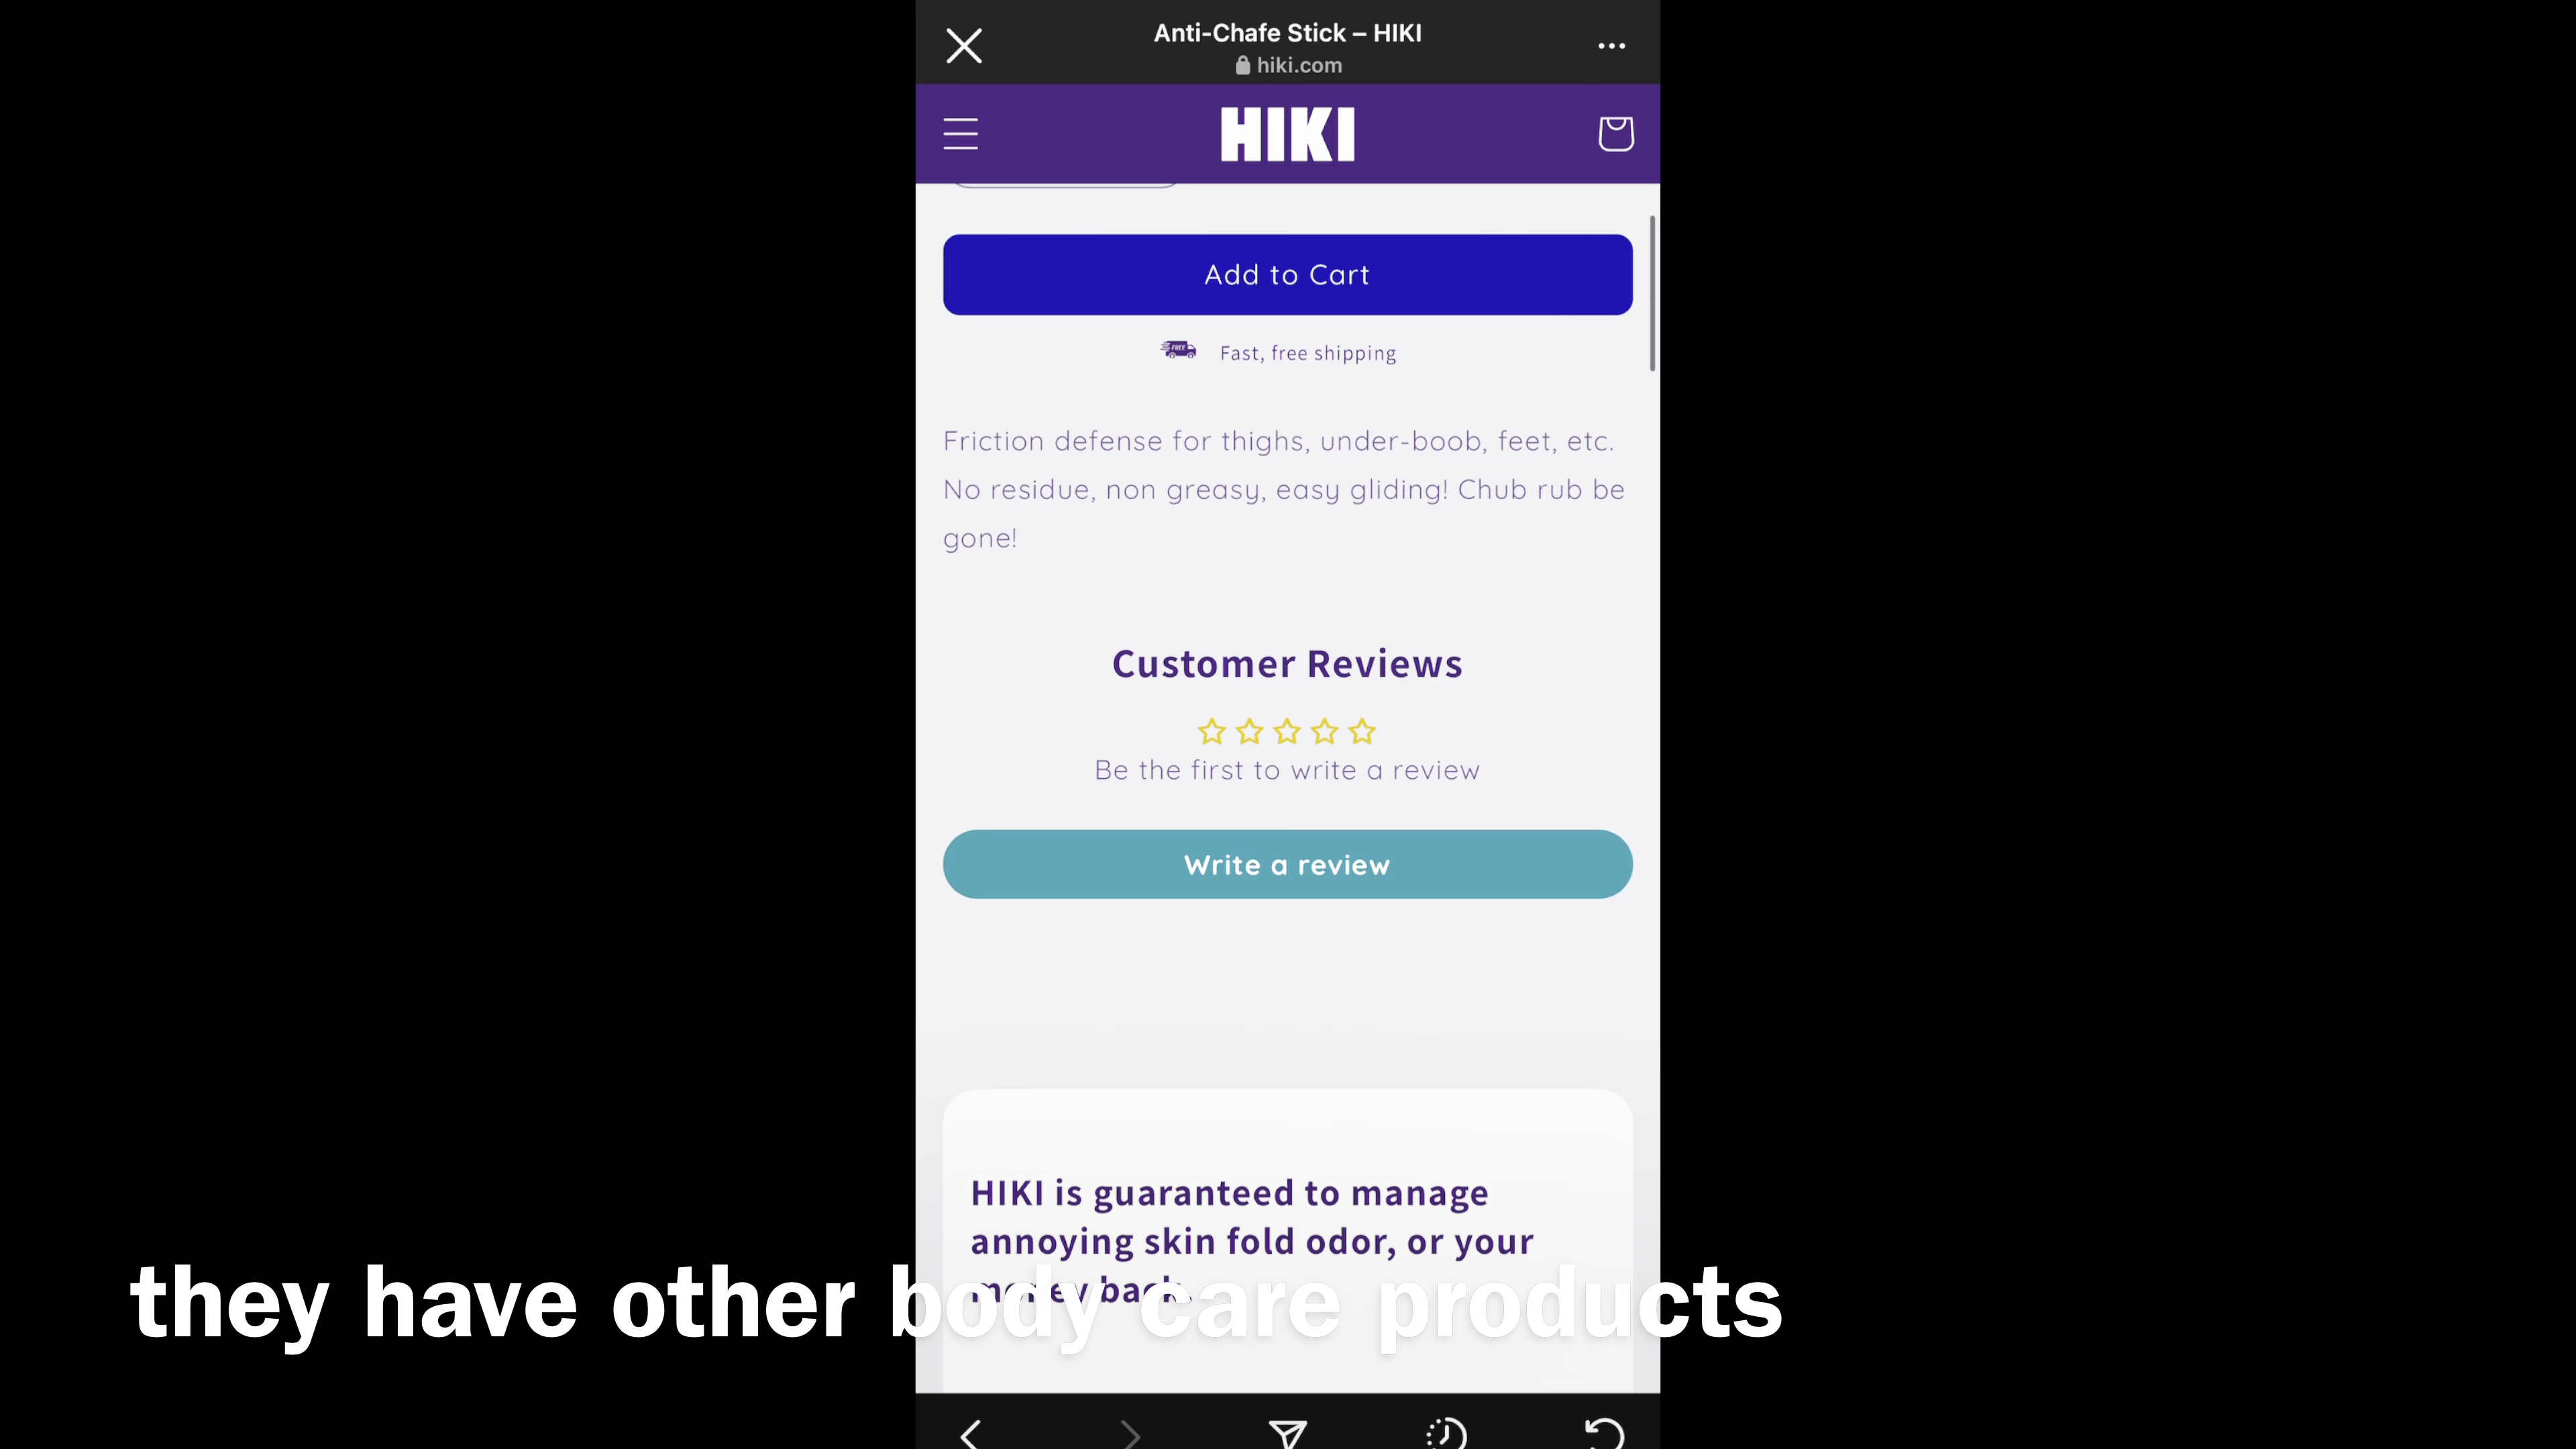 Anti-Chafe Stick – HIKI
hiki.com
HIKI
Add to Cart
FREE
Fast, free shipping
Friction defense for thighs, under-boob, feet, etc.
No residue, non greasy, easy gliding! Chub rub be
gone!
Customer Reviews
Be the first to write a review
Write a review
HIKI is guaranteed to manage
annoying skin fold odor, or your
money back.
they have other body care products